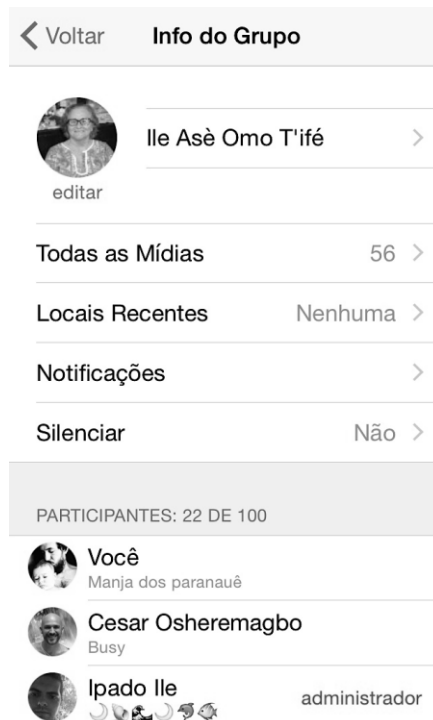 Voltar Info do Grupo
Ile Asè Omo T'ifé
editar
Todas as Mídias 56
Locais Recentes Nenhuma
Notificações
Silenciar Não
PARTICIPANTES: 22 DE 100
Você
Manja dos paranauê
Cesar Osheremagbo
Busy
Ipado Ile
administrador